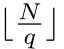 ⌊ N/q ⌋